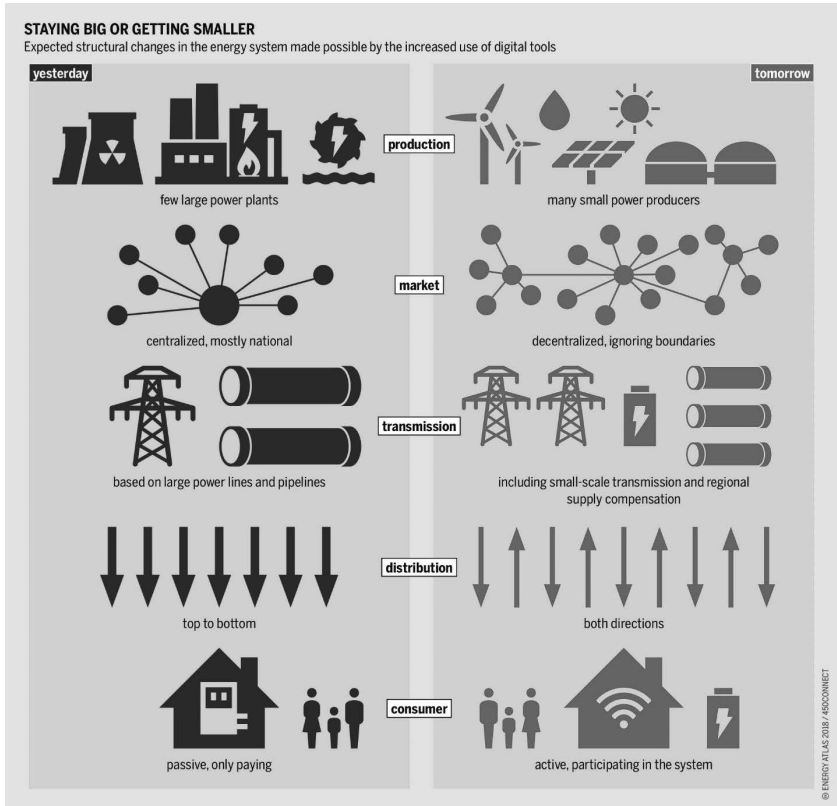 STAYING BIG OR GETTING SMALLER
Expected structural changes in the energy system made possible by the increased use of digital tools
yesterday
tomorrow
production
few large power plants
many small power producers
market
centralized, mostly national
decentralized, ignoring boundaries
transmission
based on large power lines and pipelines
including small-scale transmission and regional
supply compensation
distribution
top to bottom
both directions
consumer
passive, only paying
active, participating in the system
© ENERGY ATLAS 2018 / 450CONNECT